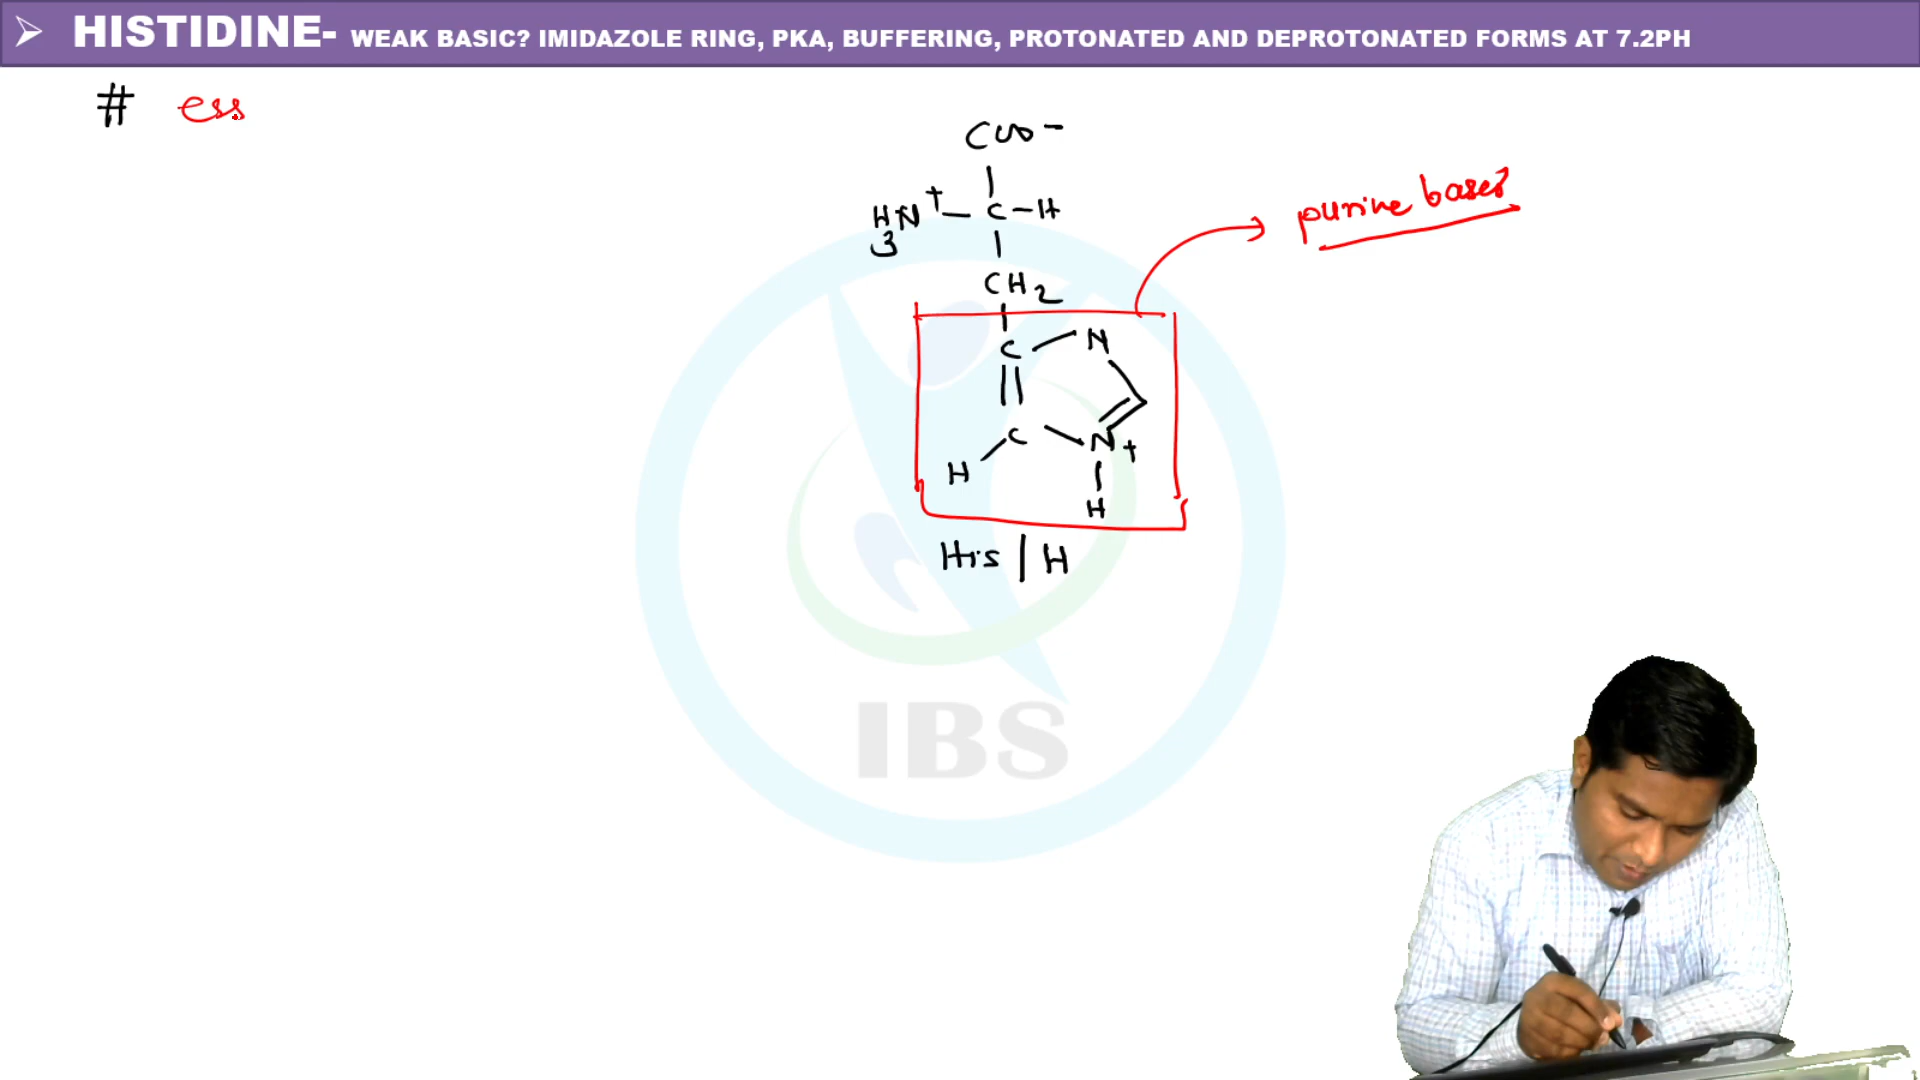 HISTIDINE- WEAK BASIC? IMIDAZOLE RING, PKA, BUFFERING, PROTONATED AND DEPROTONATED FORMS AT 7.2PH
# ess
COO-
H3N+ - C - H
CH2
C N
C N+
H H
purine bases
His | H
IBS